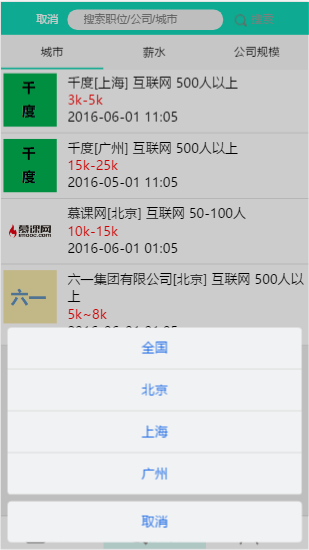 取消
搜索职位/公司/城市
搜索
城市 薪水 公司规模
千度
千度[上海] 互联网 500人以上
3k-5k
2016-06-01 11:05
千度
千度[广州] 互联网 500人以上
15k-25k
2016-05-01 11:05
慕课网
imooc.com
慕课网[北京] 互联网 50-100人
10k-15k
2016-06-01 01:05
六一
六一集团有限公司[北京] 互联网 500人以
上
5k~8k
2016-06-01 01:05
全国
北京
上海
广州
取消